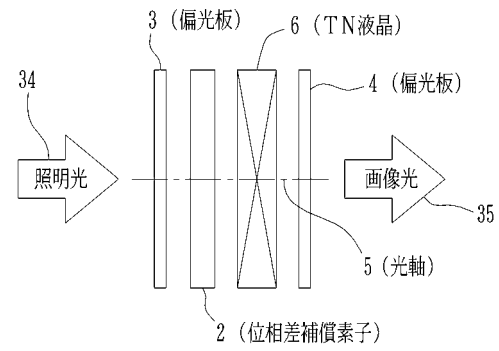 3（偏光板）
6（TN液晶）
34
4（偏光板）
照明光
画像光
35
5（光軸）
2（位相差補償素子）